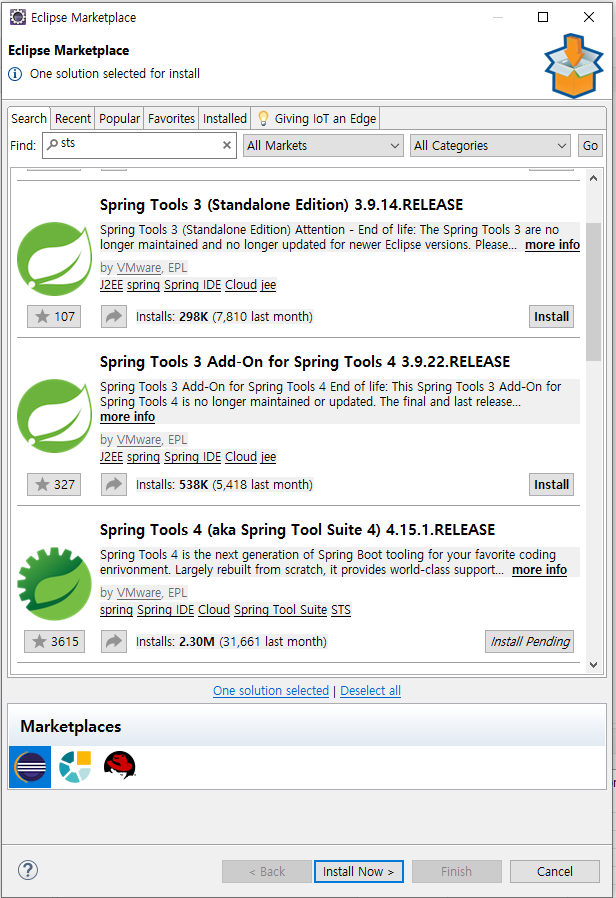 Eclipse Marketplace
Eclipse Marketplace
One solution selected for install
Search Recent Popular Favorites Installed Giving IoT an Edge
Find: sts All Markets All Categories Go
Spring Tools 3 (Standalone Edition) 3.9.14.RELEASE
Spring Tools 3 (Standalone Edition) Attention - End of life: The Spring Tools 3 are no
longer maintained and no longer updated for newer Eclipse versions. Please... more info
by VMware, EPL
J2EE spring Spring IDE Cloud jee
107 Installs: 298K (7,810 last month) Install
Spring Tools 3 Add-On for Spring Tools 4 3.9.22.RELEASE
Spring Tools 3 Add-On for Spring Tools 4 End of life: This Spring Tools 3 Add-On for
Spring Tools 4 is no longer maintained or updated. The final and last release...
more info
by VMware, EPL
J2EE spring Spring IDE Cloud jee
327 Installs: 538K (5,418 last month) Install
Spring Tools 4 (aka Spring Tool Suite 4) 4.15.1.RELEASE
Spring Tools 4 is the next generation of Spring Boot tooling for your favorite coding
enrivonment. Largely rebuilt from scratch, it provides world-class support... more info
by VMware, EPL
spring Spring IDE Cloud Spring Tool Suite STS
3615 Installs: 2.30M (31,661 last month) Install Pending
One solution selected | Deselect all
Marketplaces
? < Back Install Now > Finish Cancel